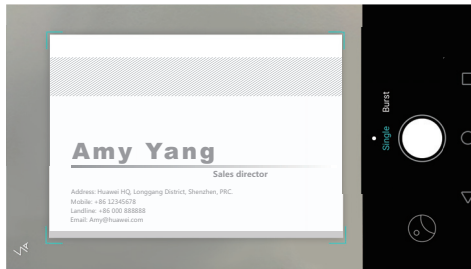 Amy Yang
Sales director
Address: Huawei HQ, Longgang District, Shenzhen, PRC.
Mobile: +86 12345678
Landline: +86 000 888888
Email: Amy@huawei.com
Single
Burst